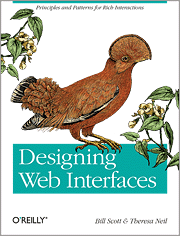 Principles and Patterns for Rich Interactions
Designing
Web Interfaces
O'REILLY®
Bill Scott & Theresa Neil